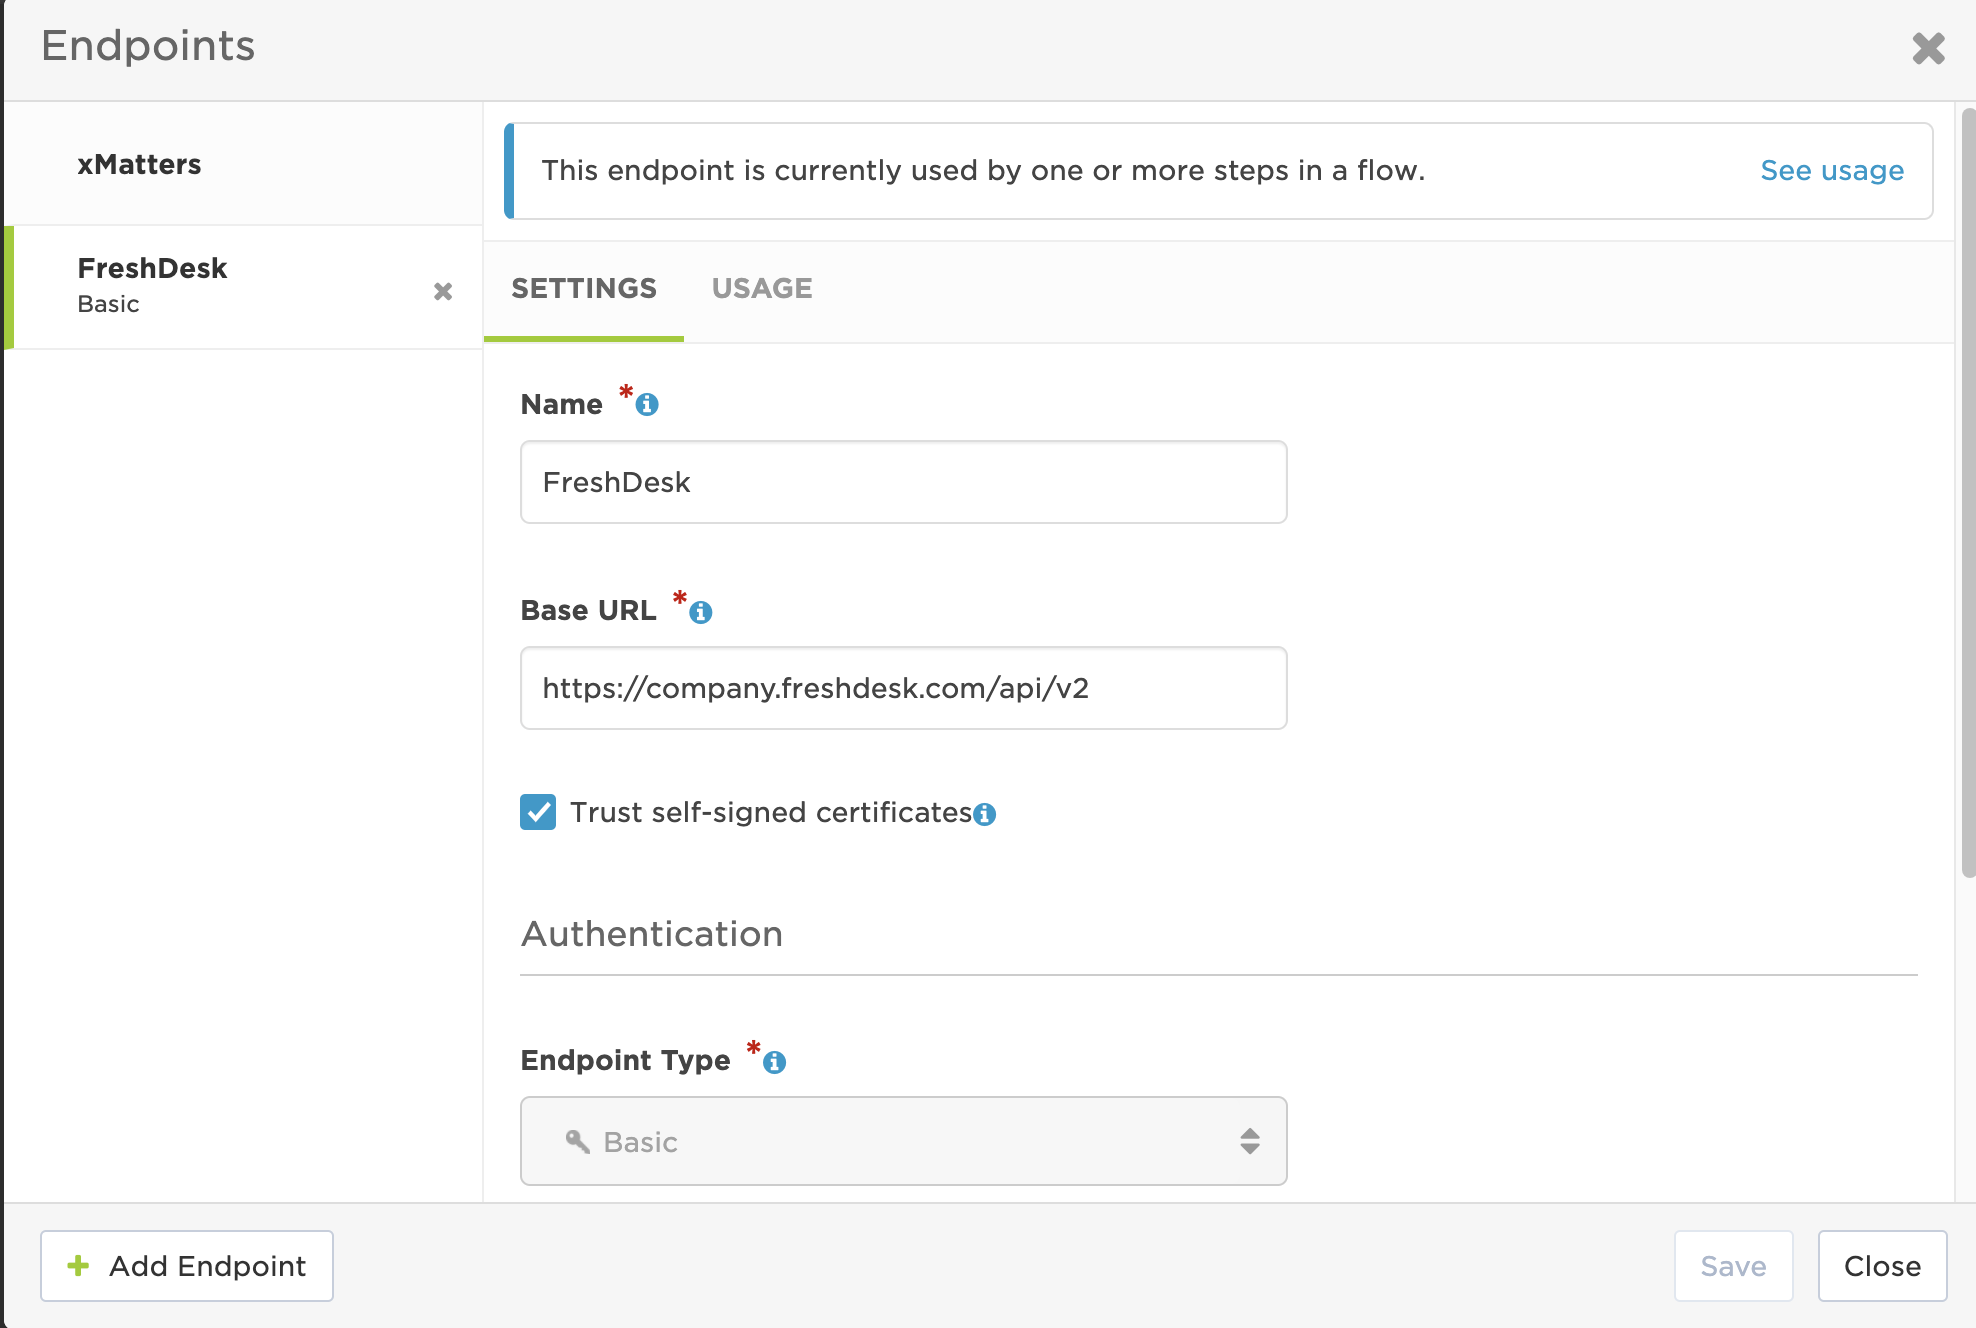 Endpoints
xMatters
FreshDesk
Basic
This endpoint is currently used by one or more steps in a flow.
See usage
SETTINGS
USAGE
Name *
FreshDesk
Base URL *
https://company.freshdesk.com/api/v2
Trust self-signed certificates
Authentication
Endpoint Type *
Basic
Add Endpoint
Save
Close